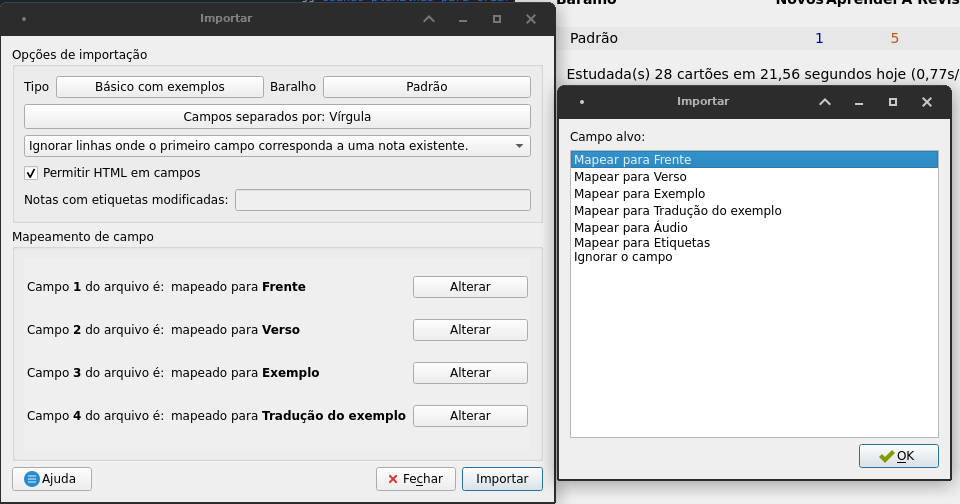 Importar
Opções de importação
Tipo Básico com exemplos Baralho Padrão
Campos separados por: Vírgula
Ignorar linhas onde o primeiro campo corresponda a uma nota existente.
Permitir HTML em campos
Notas com etiquetas modificadas:
Mapeamento de campo
Campo 1 do arquivo é: mapeado para Frente Alterar
Campo 2 do arquivo é: mapeado para Verso Alterar
Campo 3 do arquivo é: mapeado para Exemplo Alterar
Campo 4 do arquivo é: mapeado para Tradução do exemplo Alterar
Ajuda Fechar Importar
Baralho Novos Aprender A Revis
Padrão 1 5
Estudada(s) 28 cartões em 21,56 segundos hoje (0,77s/
Importar
Campo alvo:
Mapear para Frente
Mapear para Verso
Mapear para Exemplo
Mapear para Tradução do exemplo
Mapear para Áudio
Mapear para Etiquetas
Ignorar o campo
OK